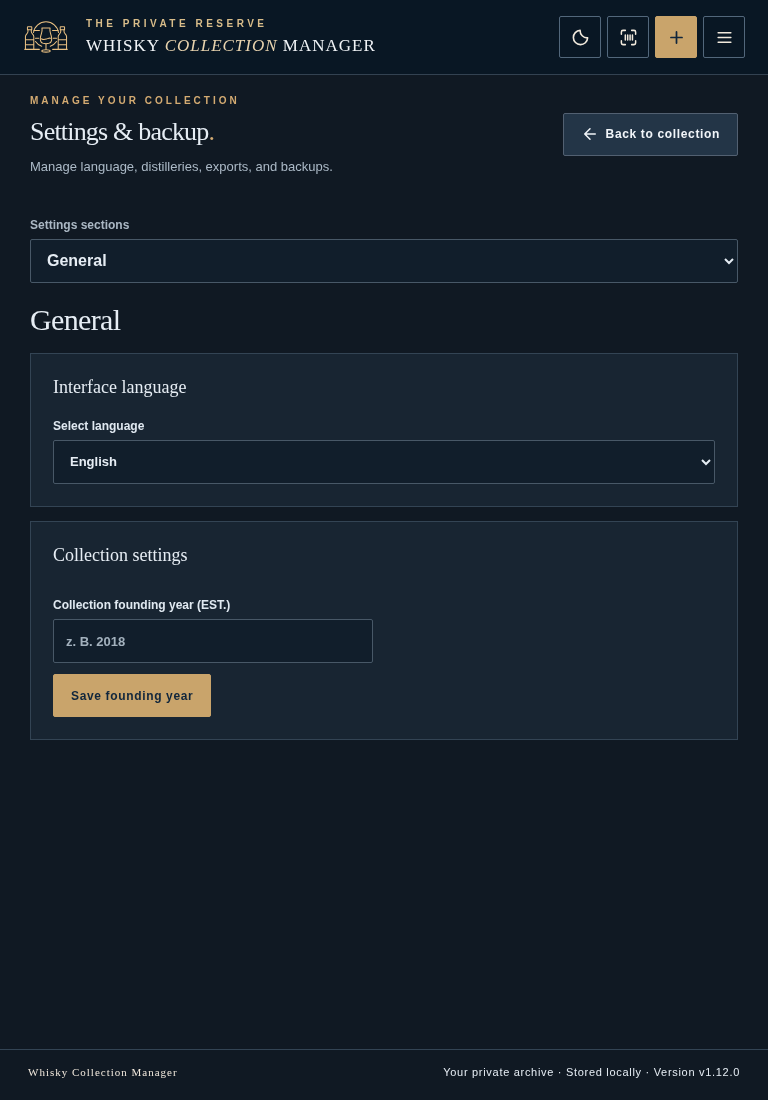 THE PRIVATE RESERVE
WHISKY COLLECTION MANAGER
MANAGE YOUR COLLECTION
Settings & backup.
Back to collection
Manage language, distilleries, exports, and backups.
Settings sections
General
General
Interface language
Select language
English
Collection settings
Collection founding year (EST.)
z. B. 2018
Save founding year
Whisky Collection Manager
Your private archive · Stored locally · Version v1.12.0